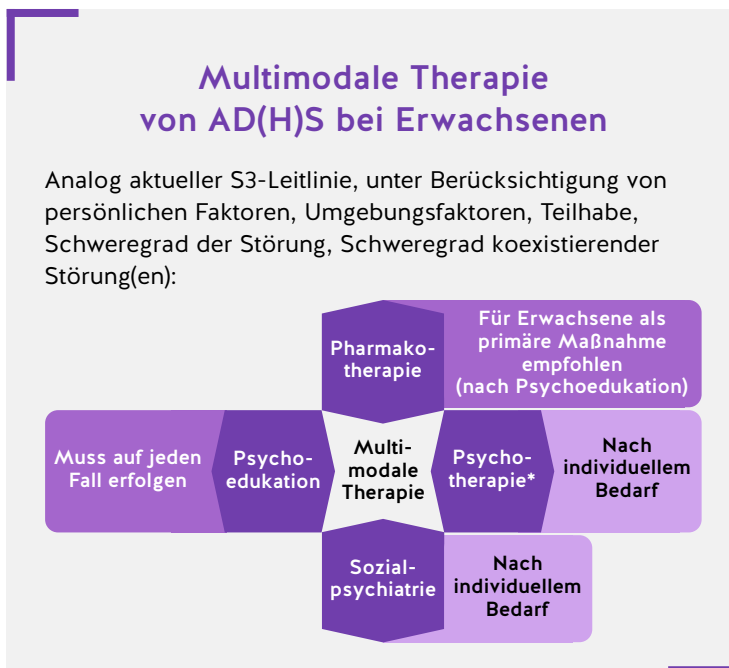 Multimodale Therapie
von AD(H)S bei Erwachsenen
Analog aktueller S3-Leitlinie, unter Berücksichtigung von
persönlichen Faktoren, Umgebungsfaktoren, Teilhabe,
Schweregrad der Störung, Schweregrad koexistierender
Störung(en):
Pharmako-
therapie
Für Erwachsene als
primäre Maßnahme
empfohlen
(nach Psychoedukation)
Muss auf jeden
Fall erfolgen
Psycho-
edukation
Multi-
modale
Therapie
Psycho-
therapie*
Nach
individuellem
Bedarf
Sozial-
psychiatrie
Nach
individuellem
Bedarf